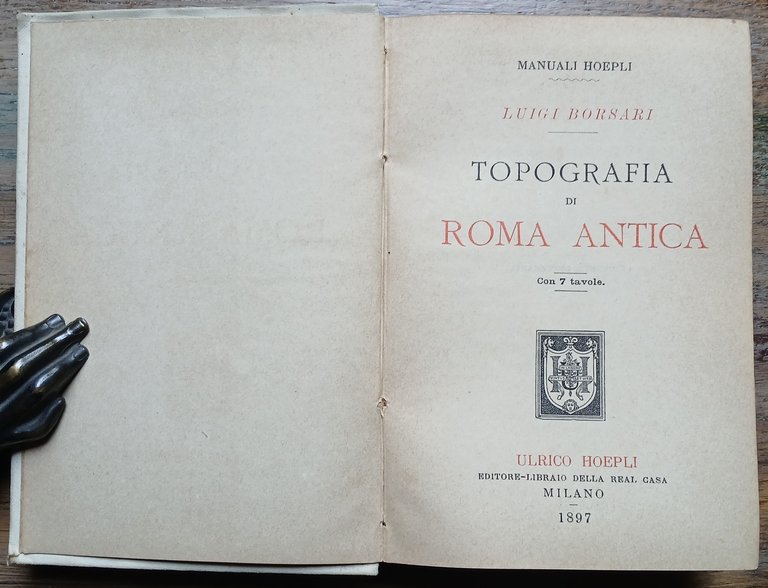 MANUALI HOEPLI
LUIGI BORSARI
TOPOGRAFIA
DI
ROMA ANTICA
Con 7 tavole.
ULRICO HOEPLI
EDITORE-LIBRAIO DELLA REAL CASA
MILANO
1897